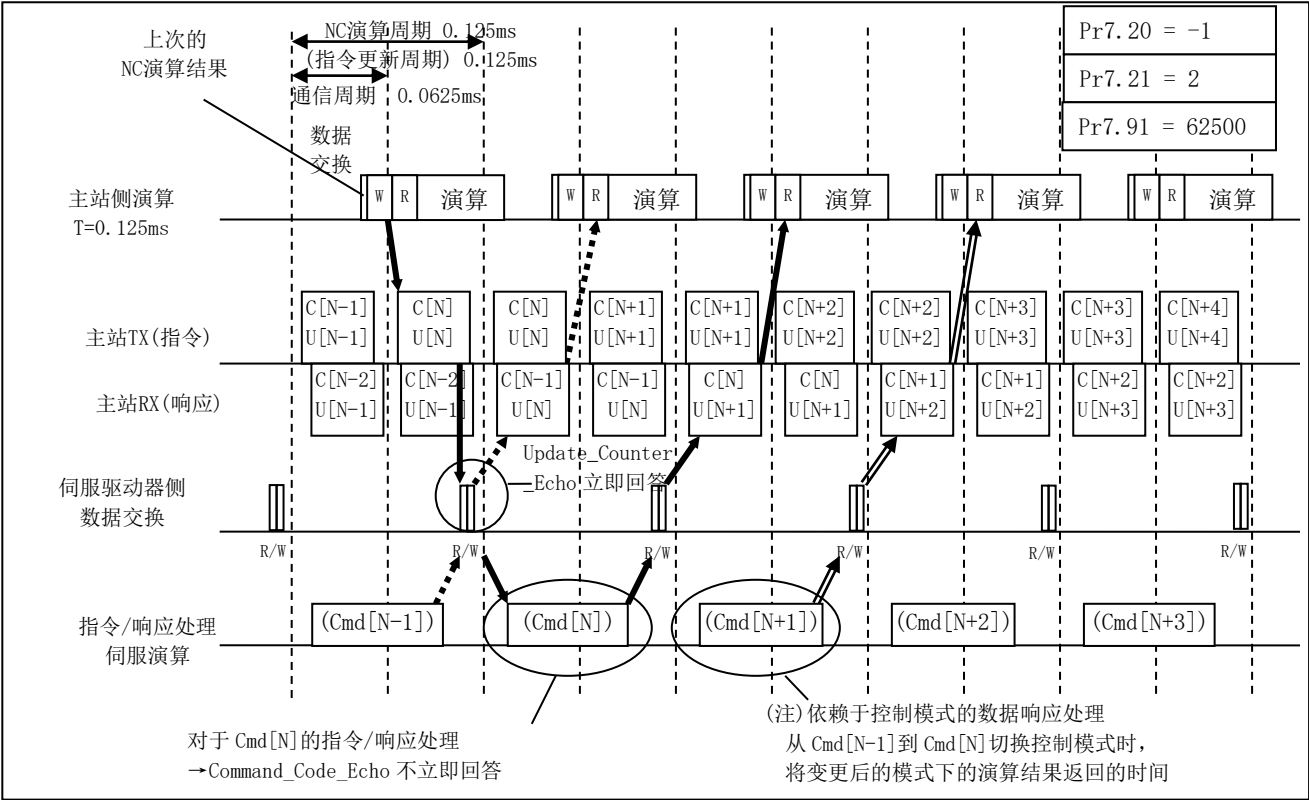 上次的
NC演算结果
NC演算周期 0.125ms
(指令更新周期) 0.125ms
通信周期 0.0625ms
数据
交换
Pr7.20 = -1
Pr7.21 = 2
Pr7.91 = 62500
主站侧演算
T=0.125ms
W R 演算 W R 演算 W R 演算 W R 演算 W R 演算
主站TX(指令)
C[N-1] C[N] C[N] C[N+1] C[N+1] C[N+2] C[N+2] C[N+3] C[N+3] C[N+4]
U[N-1] U[N] U[N] U[N+1] U[N+1] U[N+2] U[N+2] U[N+3] U[N+3] U[N+4]
主站RX(响应)
C[N-2] C[N-2] C[N-1] C[N-1] C[N] C[N] C[N+1] C[N+1] C[N+2] C[N+2]
U[N-1] U[N-1] U[N] U[N] U[N+1] U[N+1] U[N+2] U[N+2] U[N+3] U[N+3]
Update_Counter
_Echo 立即回答
伺服驱动器侧
数据交换
R/W R/W R/W R/W R/W R/W
指令/响应处理
伺服演算
(Cmd[N-1]) (Cmd[N]) (Cmd[N+1]) (Cmd[N+2]) (Cmd[N+3])
对于 Cmd[N]的指令/响应处理
→Command_Code_Echo 不立即回答
(注)依赖于控制模式的数据响应处理
从 Cmd[N-1]到 Cmd[N]切换控制模式时，
将变更后的模式下的演算结果返回的时间